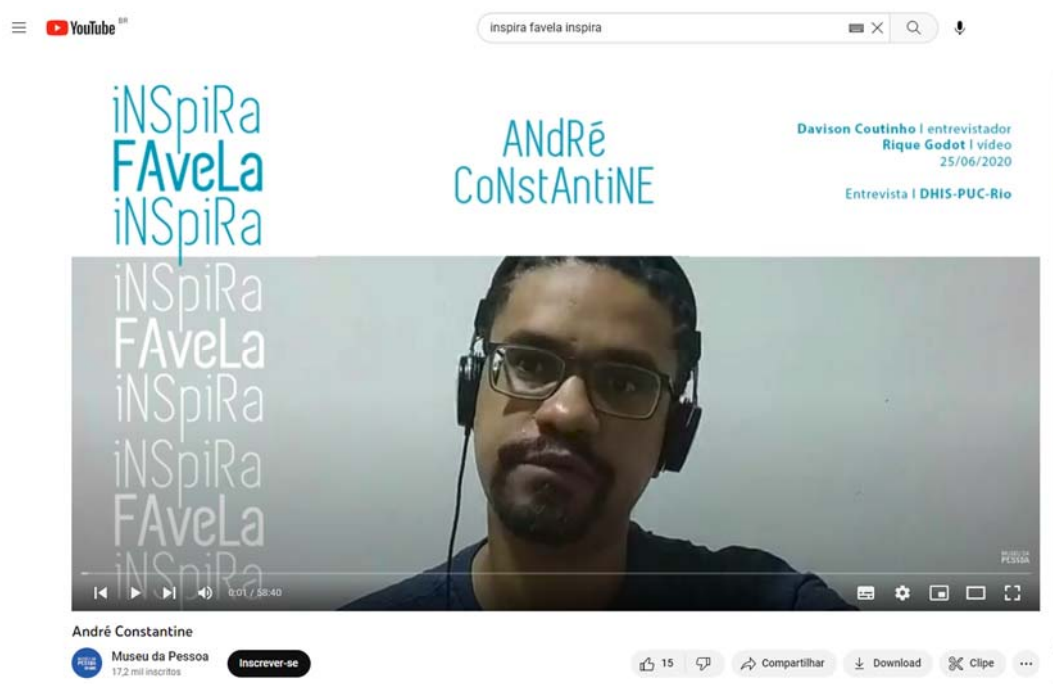 YouTube BR
inspira favela inspira
iNSpiRa
FAveLa
iNSpiRa
ANdRé
CoNstAntiNE
Davison Coutinho | entrevistador
Rique Godot | vídeo
25/06/2020
Entrevista | DHIS-PUC-Rio
iNSpiRa
FAveLa
iNSpiRa
iNSpiRa
FAveLa
iNSpiRa
MUSEU DA
PESSOA
0:01 / 58:40
André Constantine
Museu da Pessoa
17,2 mil inscritos
Inscrever-se
15
Compartilhar
Download
Clipe